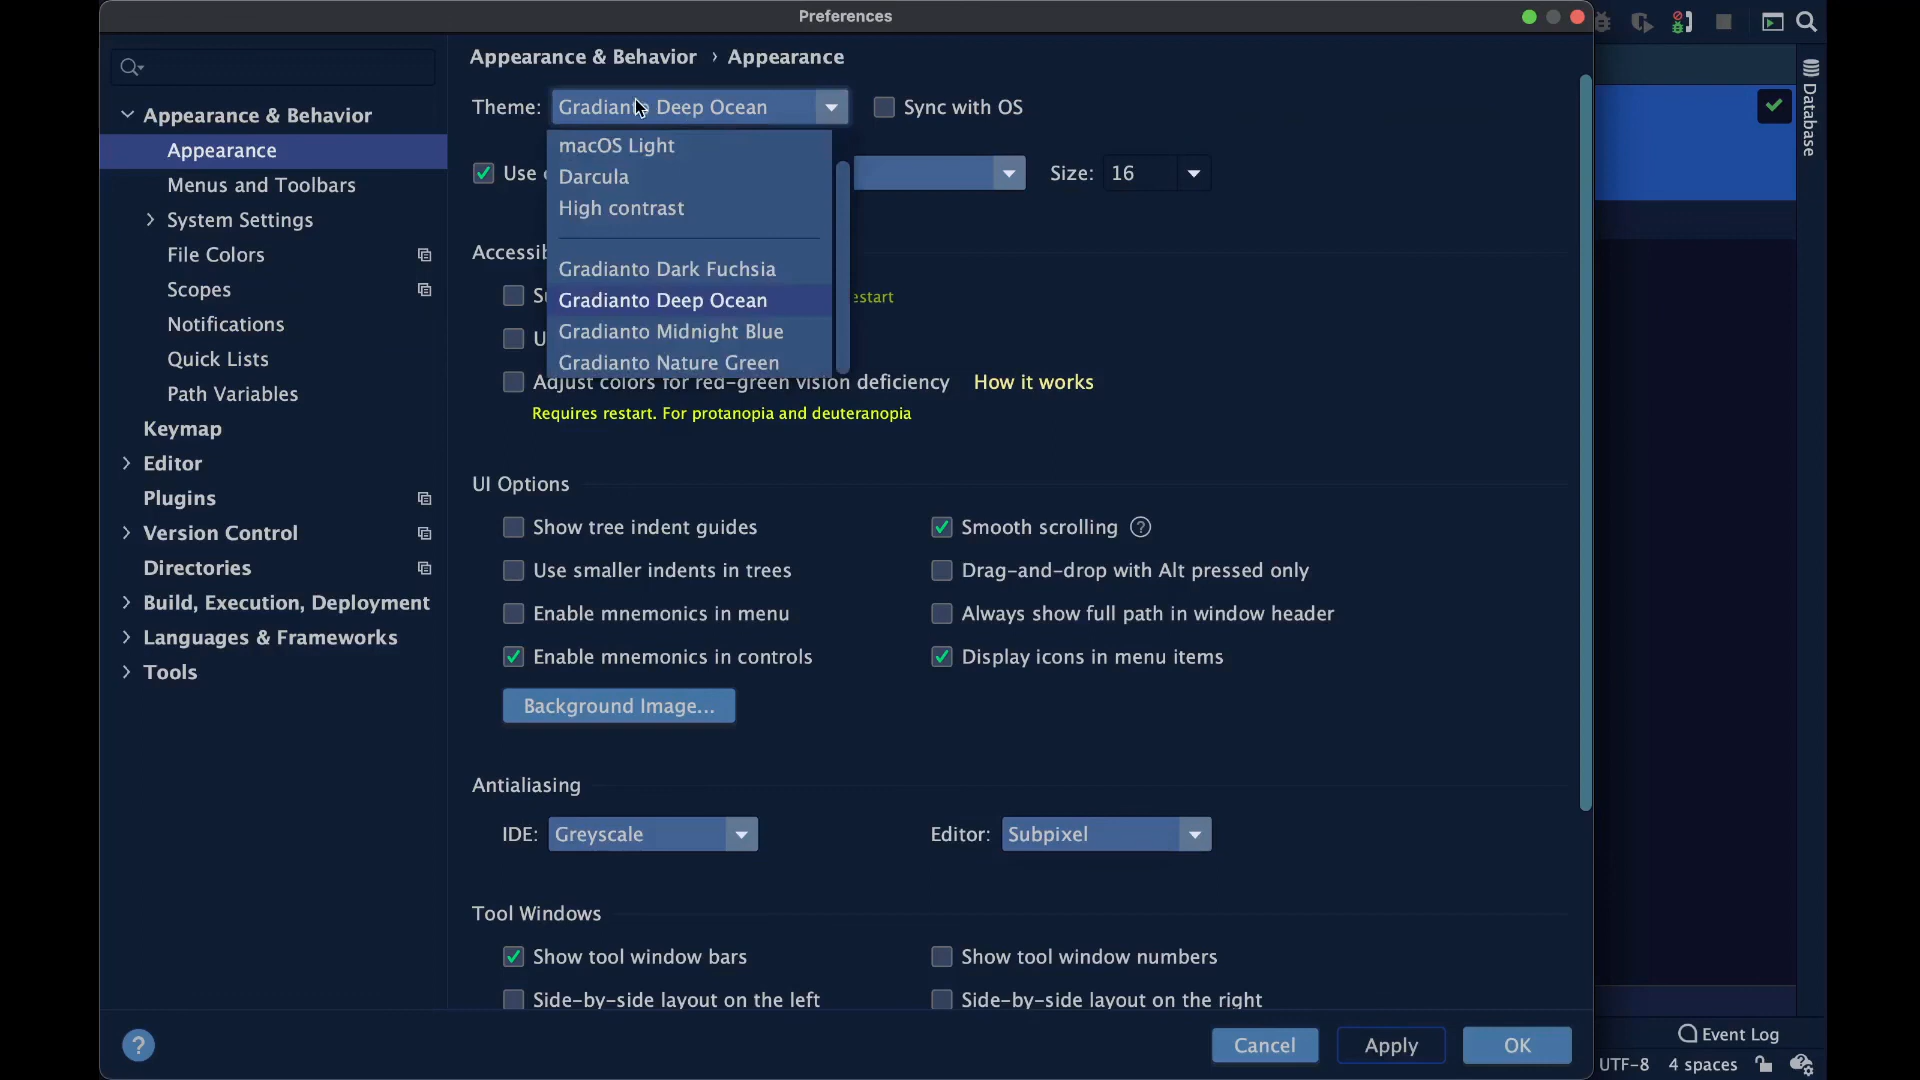 Preferences
Appearance & Behavior › Appearance
Appearance & Behavior
Appearance
Menus and Toolbars
System Settings
File Colors
Scopes
Notifications
Quick Lists
Path Variables
Keymap
Editor
Plugins
Version Control
Directories
Build, Execution, Deployment
Languages & Frameworks
Tools
Theme: Gradianto Deep Ocean Sync with OS
macOS Light
Darcula
High contrast
Gradianto Dark Fuchsia
Gradianto Deep Ocean
Gradianto Midnight Blue
Gradianto Nature Green
Use
Size: 16
Adjust colors for red-green vision deficiency How it works
Requires restart. For protanopia and deuteranopia
UI Options
Show tree indent guides
Smooth scrolling ?
Use smaller indents in trees
Drag-and-drop with Alt pressed only
Enable mnemonics in menu
Always show full path in window header
Enable mnemonics in controls
Display icons in menu items
Background Image...
Antialiasing
IDE: Greyscale
Editor: Subpixel
Tool Windows
Show tool window bars
Show tool window numbers
Side-by-side layout on the left
Side-by-side layout on the right
? Cancel Apply OK
Database
Event Log
UTF-8 4 spaces